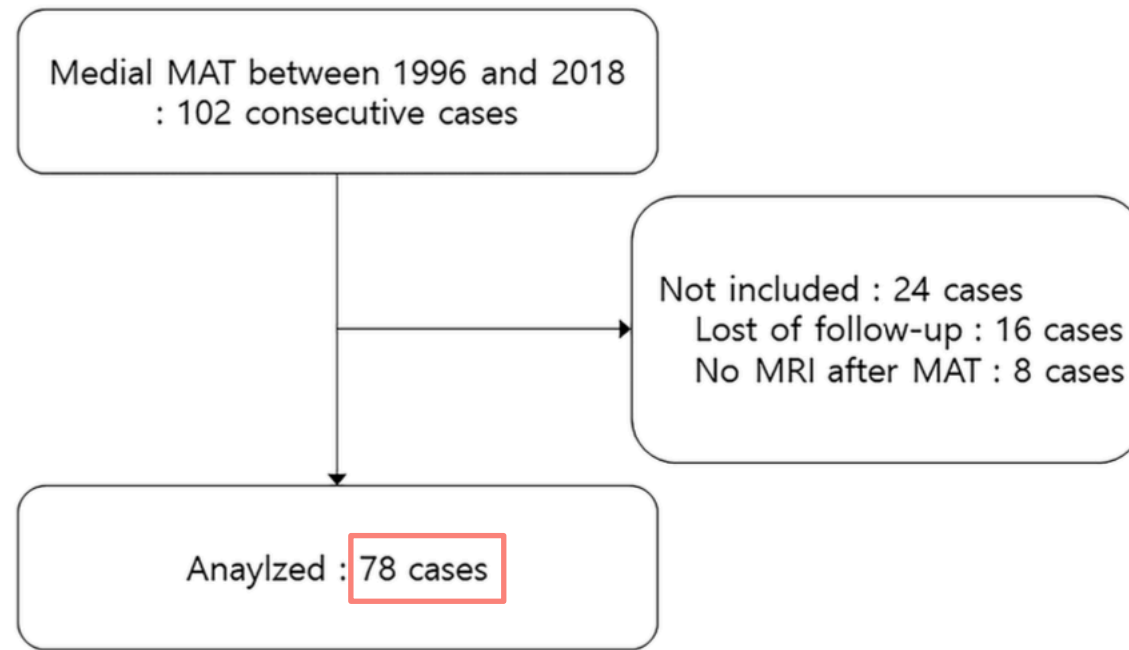 Medial MAT between 1996 and 2018
: 102 consecutive cases
Not included : 24 cases
Lost of follow-up : 16 cases
No MRI after MAT : 8 cases
Anaylzed : 78 cases